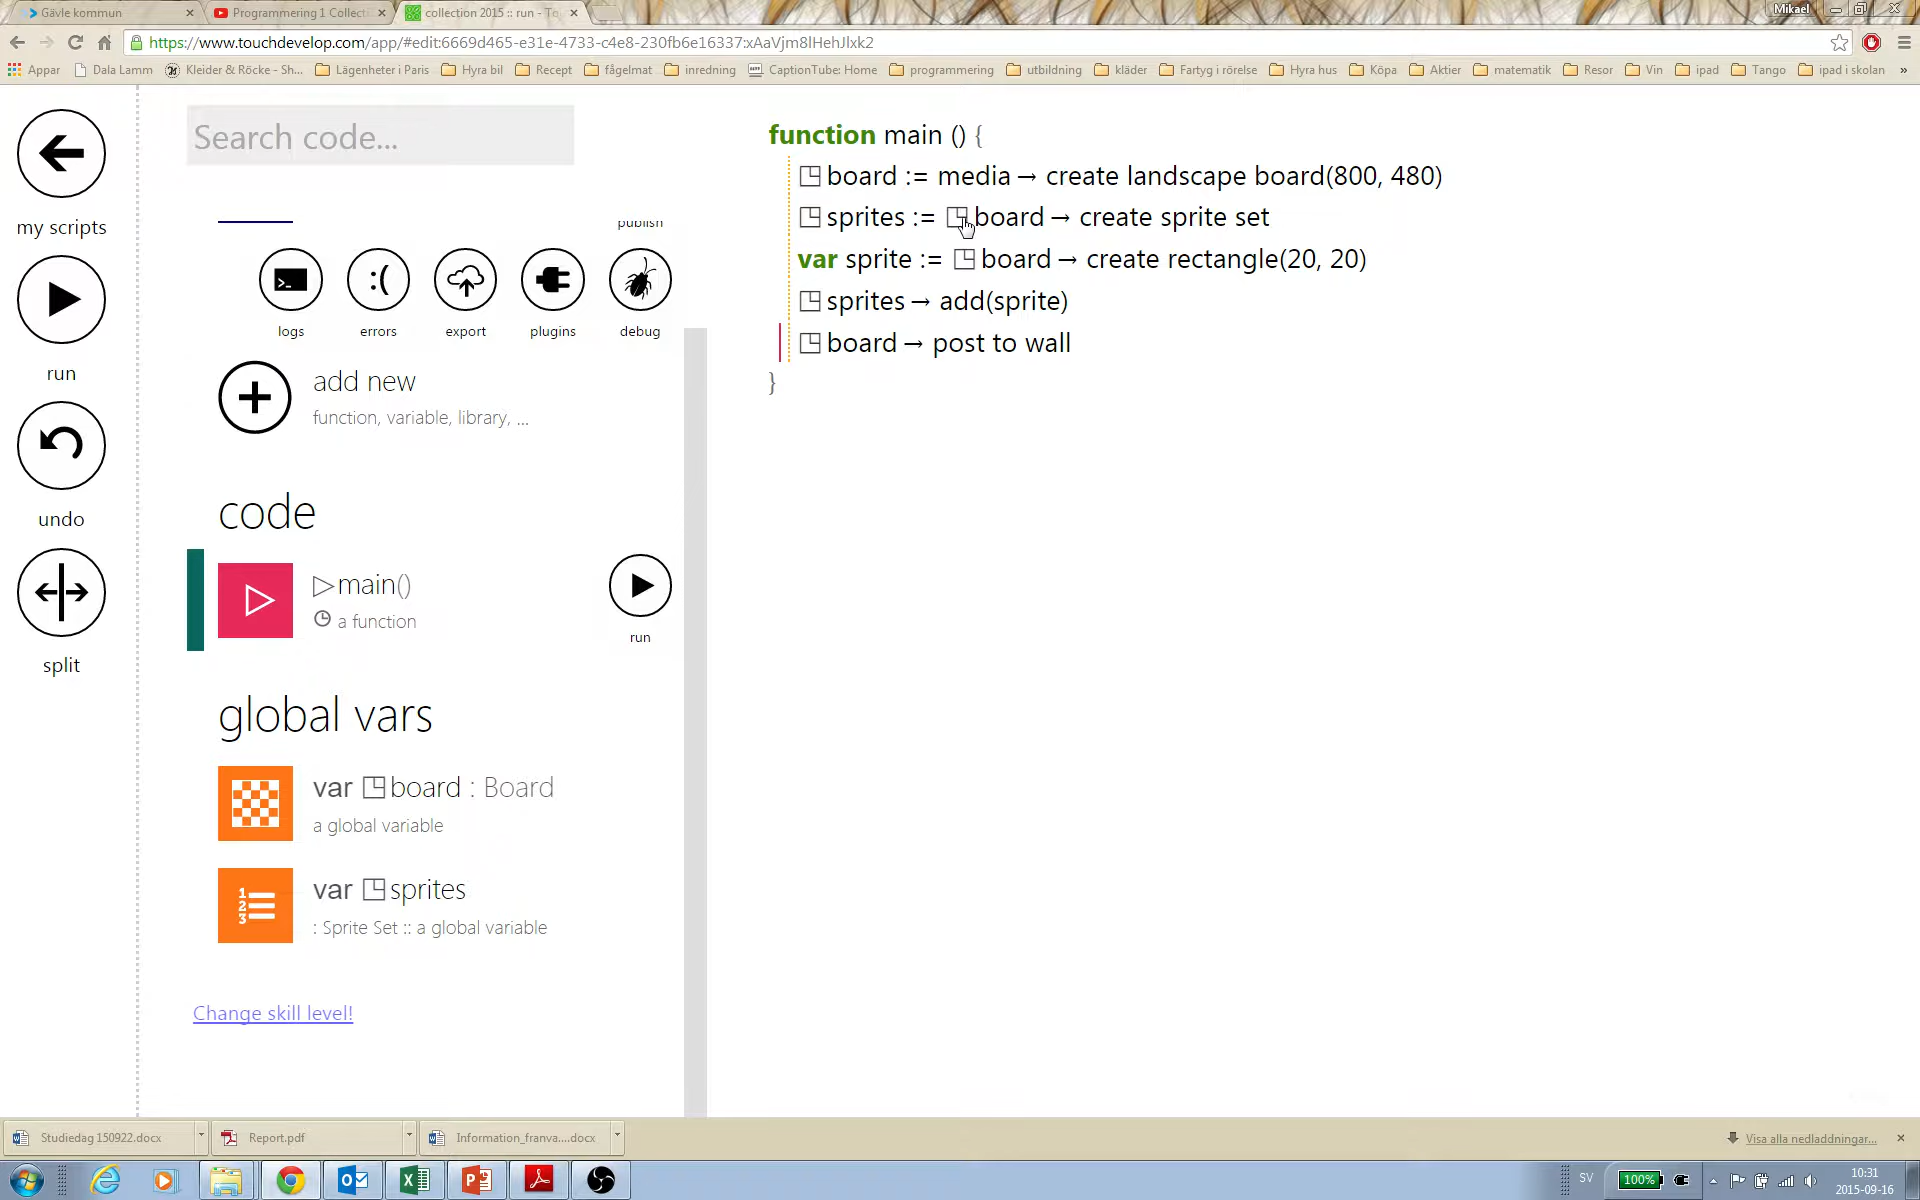 Gävle kommun
Programmering 1 Collecti
collection 2015 :: run - To
Mikael
https://www.touchdevelop.com/app/#edit:6669d465-e31e-4733-c4e8-230fb6e16337:xAaVjm8lHehJlxk2
Appar
Dala Lamm
Kleider & Röcke - Sh...
Lägenheter i Paris
Hyra bil
Recept
fågelmat
inredning
CaptionTube: Home
programmering
utbildning
kläder
Fartyg i rörelse
Hyra hus
Köpa
Aktier
matematik
Resor
Vin
ipad
Tango
ipad i skolan
»
my scripts
run
undo
split
Search code...
publish
logs
errors
export
plugins
debug
add new
function, variable, library, ...
code
main()
a function
run
global vars
var board : Board
a global variable
var sprites
: Sprite Set :: a global variable
Change skill level!
function main () {
board := media → create landscape board(800, 480)
sprites := board → create sprite set
var sprite := board → create rectangle(20, 20)
sprites → add(sprite)
board → post to wall
}
Studiedag 150922.docx
Report.pdf
Information_franva....docx
Visa alla nedladdningar...
SV
100%
10:31
2015-09-16